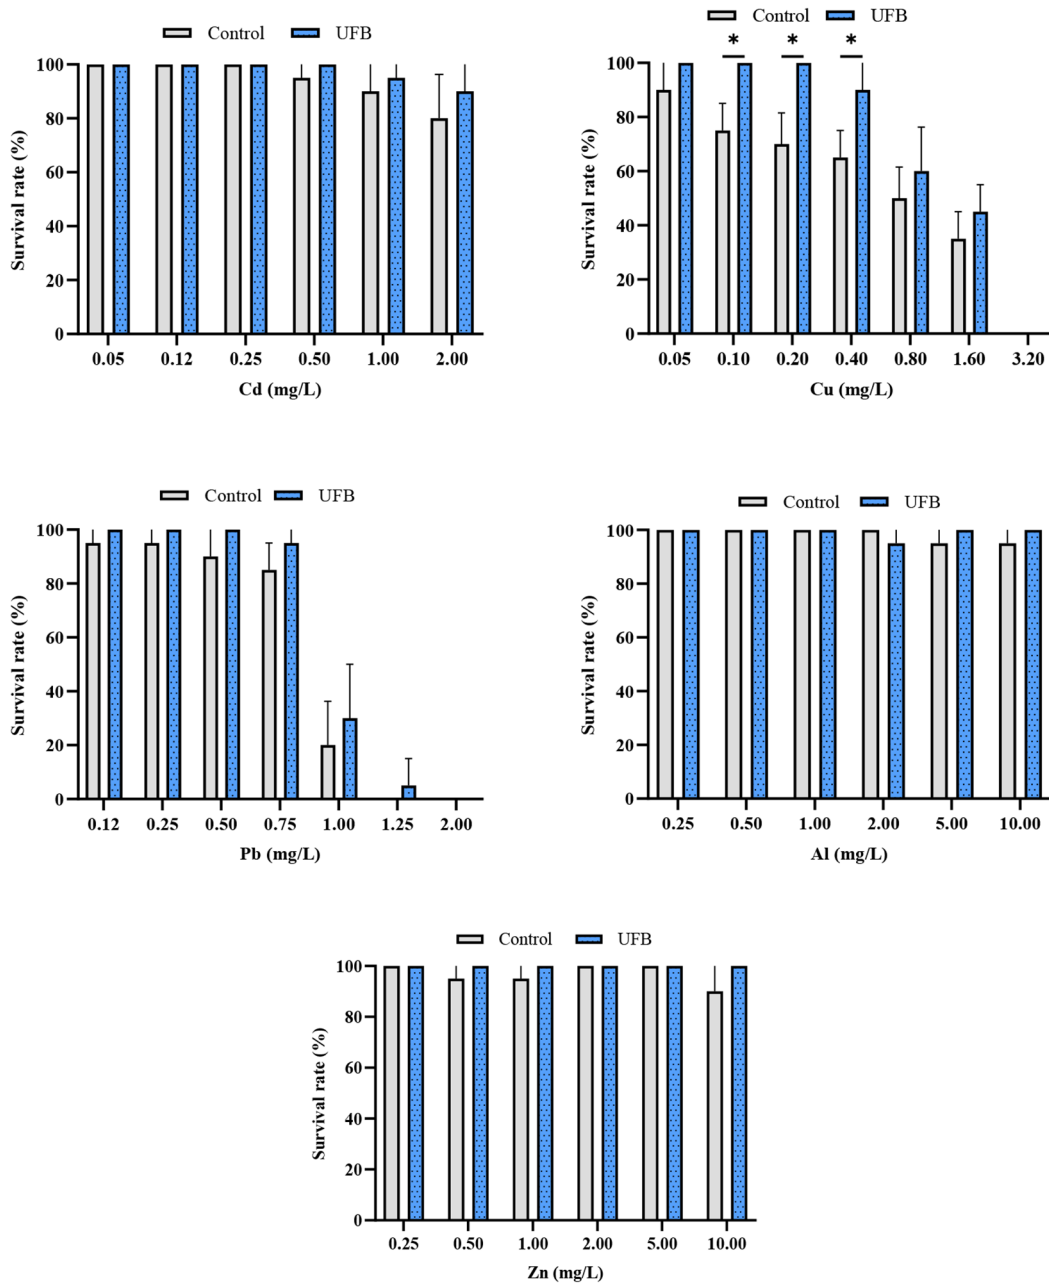 Control UFB
Survival rate (%)
100
80
60
40
20
0
0.05 0.12 0.25 0.50 1.00 2.00
Cd (mg/L)
Control UFB
* * *
Survival rate (%)
100
80
60
40
20
0
0.05 0.10 0.20 0.40 0.80 1.60 3.20
Cu (mg/L)
Control UFB
Survival rate (%)
100
80
60
40
20
0
0.12 0.25 0.50 0.75 1.00 1.25 2.00
Pb (mg/L)
Control UFB
Survival rate (%)
100
80
60
40
20
0
0.25 0.50 1.00 2.00 5.00 10.00
Al (mg/L)
Control UFB
Survival rate (%)
100
80
60
40
20
0
0.25 0.50 1.00 2.00 5.00 10.00
Zn (mg/L)